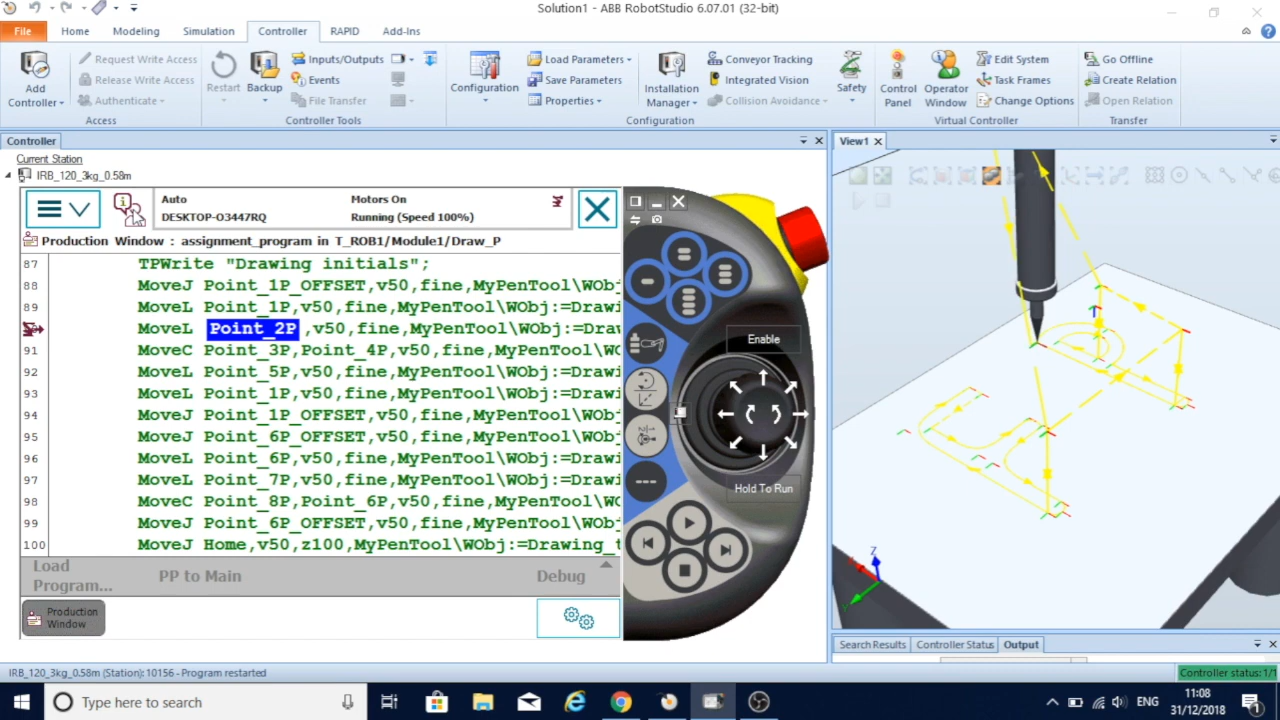 Solution1 - ABB RobotStudio 6.07.01 (32-bit)
File Home Modeling Simulation Controller RAPID Add-Ins
Add Controller
Request Write Access
Release Write Access
Authenticate
Access
Restart
Backup
Inputs/Outputs
Events
File Transfer
Controller Tools
Configuration
Load Parameters
Save Parameters
Properties
Installation Manager
Conveyor Tracking
Integrated Vision
Collision Avoidance
Safety
Configuration
Control Panel
Operator Window
Edit System
Task Frames
Change Options
Virtual Controller
Go Offline
Create Relation
Open Relation
Transfer
Controller
View1
Current Station
IRB_120_3kg_0.58m
Auto
DESKTOP-O3447RQ
Motors On
Running (Speed 100%)
Production Window : assignment_program in T_ROB1/Module1/Draw_P
87 TPWrite "Drawing initials";
88 MoveJ Point_1P_OFFSET,v50,fine,MyPenTool\WObj
89 MoveL Point_1P,v50,fine,MyPenTool\WObj:=Draw
MoveL Point_2P ,v50,fine,MyPenTool\WObj:=Draw
91 MoveC Point_3P,Point_4P,v50,fine,MyPenTool\WO
92 MoveL Point_5P,v50,fine,MyPenTool\WObj:=Draw
93 MoveL Point_1P,v50,fine,MyPenTool\WObj:=Draw
94 MoveJ Point_1P_OFFSET,v50,fine,MyPenTool\WObj
95 MoveJ Point_6P_OFFSET,v50,fine,MyPenTool\WObj
96 MoveL Point_6P,v50,fine,MyPenTool\WObj:=Draw
97 MoveL Point_7P,v50,fine,MyPenTool\WObj:=Draw
98 MoveC Point_8P,Point_6P,v50,fine,MyPenTool\WO
99 MoveJ Point_6P_OFFSET,v50,fine,MyPenTool\WObj
100 MoveJ Home,v50,z100,MyPenTool\WObj:=Drawing_t
Load Program...
PP to Main
Debug
Production Window
Enable
Hold To Run
Z
Search Results Controller Status Output
IRB_120_3kg_0.58m (Station): 10156 - Program restarted
Controller status: 1/1
Type here to search
ENG
11:08
31/12/2018
1